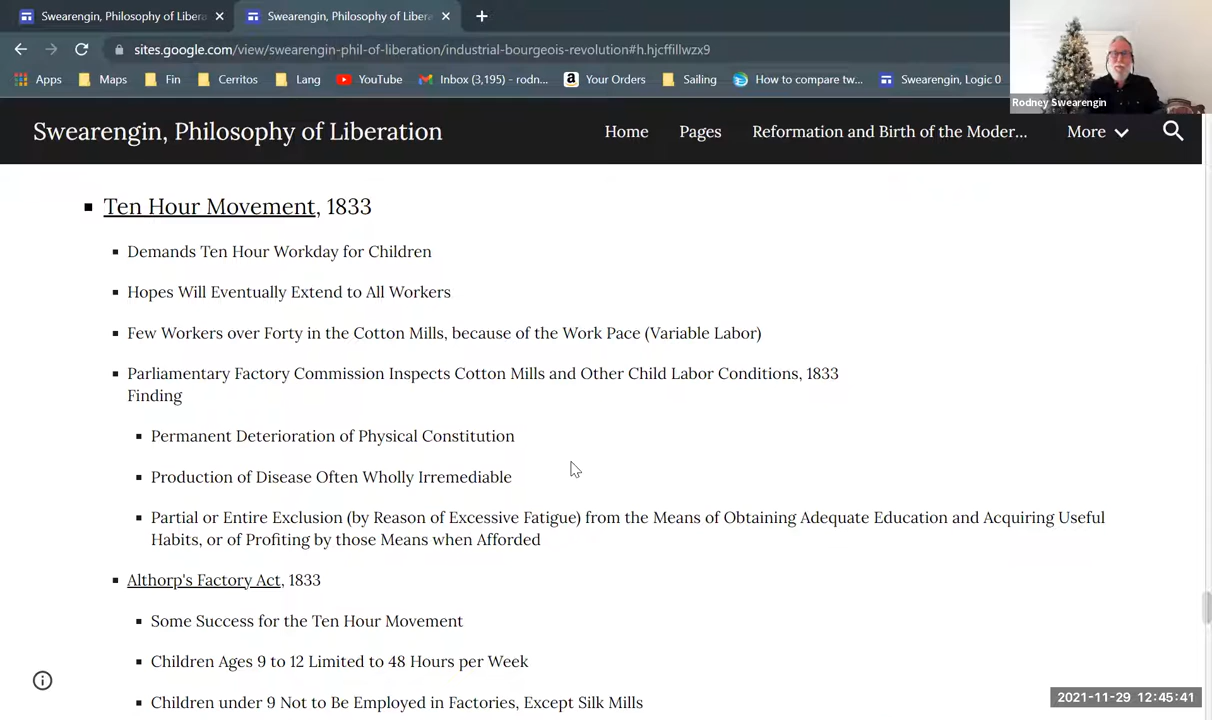 Swearengin, Philosophy of Libera
Swearengin, Philosophy of Libera
sites.google.com/view/swearengin-phil-of-liberation/industrial-bourgeois-revolution#h.hjcffillwzx9
Apps Maps Fin Cerritos Lang YouTube Inbox (3,195) - rodn... Your Orders Sailing How to compare tw... Swearengin, Logic 0
Rodney Swearengin
Swearengin, Philosophy of Liberation Home Pages Reformation and Birth of the Moder... More
Ten Hour Movement, 1833
Demands Ten Hour Workday for Children
Hopes Will Eventually Extend to All Workers
Few Workers over Forty in the Cotton Mills, because of the Work Pace (Variable Labor)
Parliamentary Factory Commission Inspects Cotton Mills and Other Child Labor Conditions, 1833
Finding
Permanent Deterioration of Physical Constitution
Production of Disease Often Wholly Irremediable
Partial or Entire Exclusion (by Reason of Excessive Fatigue) from the Means of Obtaining Adequate Education and Acquiring Useful
Habits, or of Profiting by those Means when Afforded
Althorp's Factory Act, 1833
Some Success for the Ten Hour Movement
Children Ages 9 to 12 Limited to 48 Hours per Week
Children under 9 Not to Be Employed in Factories, Except Silk Mills
2021-11-29 12:45:41